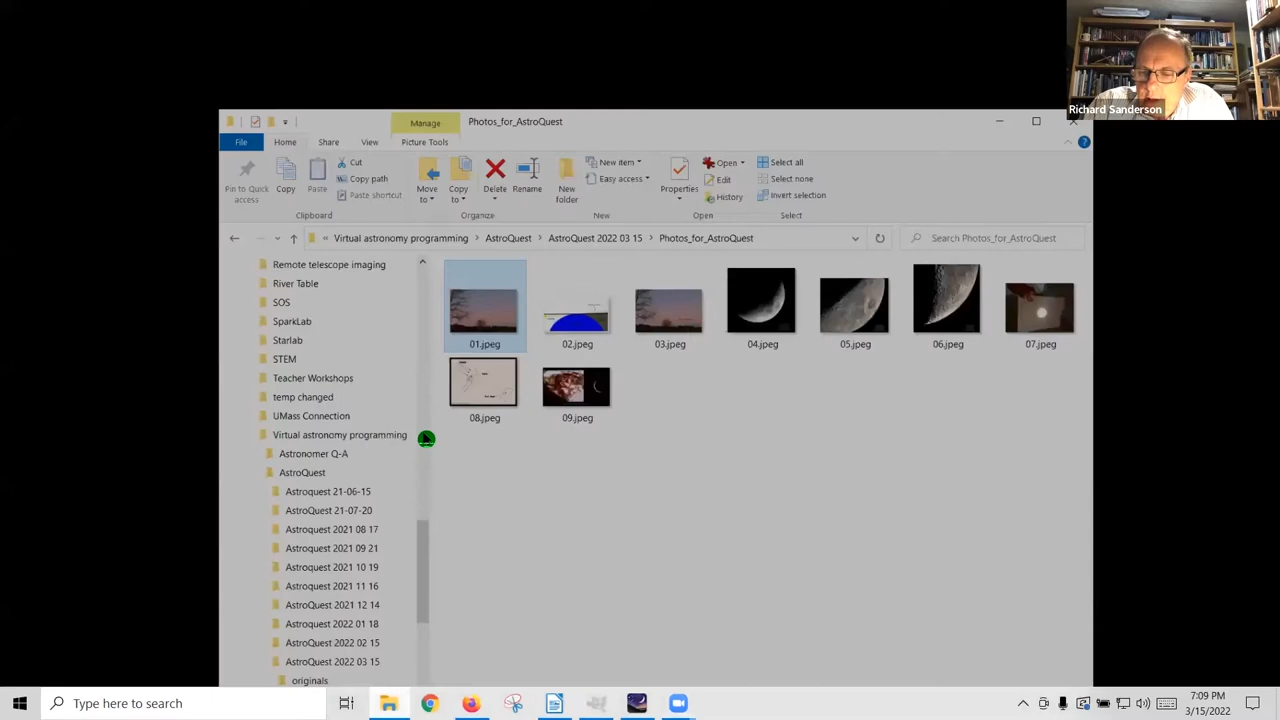 Richard Sanderson
Manage
Photos_for_AstroQuest
File
Home
Share
View
Picture Tools
Pin to Quick access
Copy
Paste
Cut
Copy path
Paste shortcut
Clipboard
Move to
Copy to
Delete
Rename
Organize
New folder
New item
Easy access
New
Properties
Open
Edit
History
Open
Select all
Select none
Invert selection
Select
« Virtual astronomy programming > AstroQuest > AstroQuest 2022 03 15 > Photos_for_AstroQuest
Search Photos_for_AstroQuest
Remote telescope imaging
River Table
SOS
SparkLab
Starlab
STEM
Teacher Workshops
temp changed
UMass Connection
Virtual astronomy programming
Astronomer Q-A
AstroQuest
Astroquest 21-06-15
AstroQuest 21-07-20
AstroQuest 2021 08 17
Astroquest 2021 09 21
Astroquest 2021 10 19
Astroquest 2021 11 16
AstroQuest 2021 12 14
Astroquest 2022 01 18
AstroQuest 2022 02 15
AstroQuest 2022 03 15
originals
01.jpeg
02.jpeg
03.jpeg
04.jpeg
05.jpeg
06.jpeg
07.jpeg
08.jpeg
09.jpeg
Type here to search
7:09 PM
3/15/2022